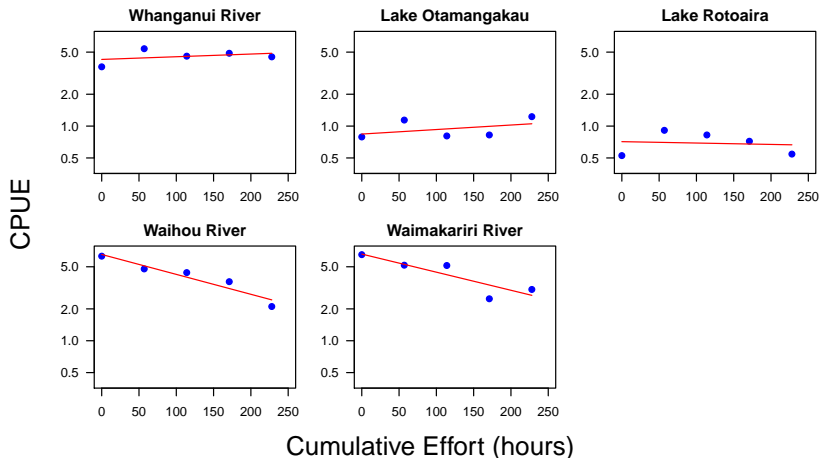 Whanganui River
Lake Otamangakau
Lake Rotoaira
5.0
2.0
1.0
0.5
0 50 100 150 200 250
5.0
2.0
1.0
0.5
0 50 100 150 200 250
5.0
2.0
1.0
0.5
0 50 100 150 200 250
CPUE
Waihou River
Waimakariri River
5.0
2.0
1.0
0.5
0 50 100 150 200 250
5.0
2.0
1.0
0.5
0 50 100 150 200 250
Cumulative Effort (hours)